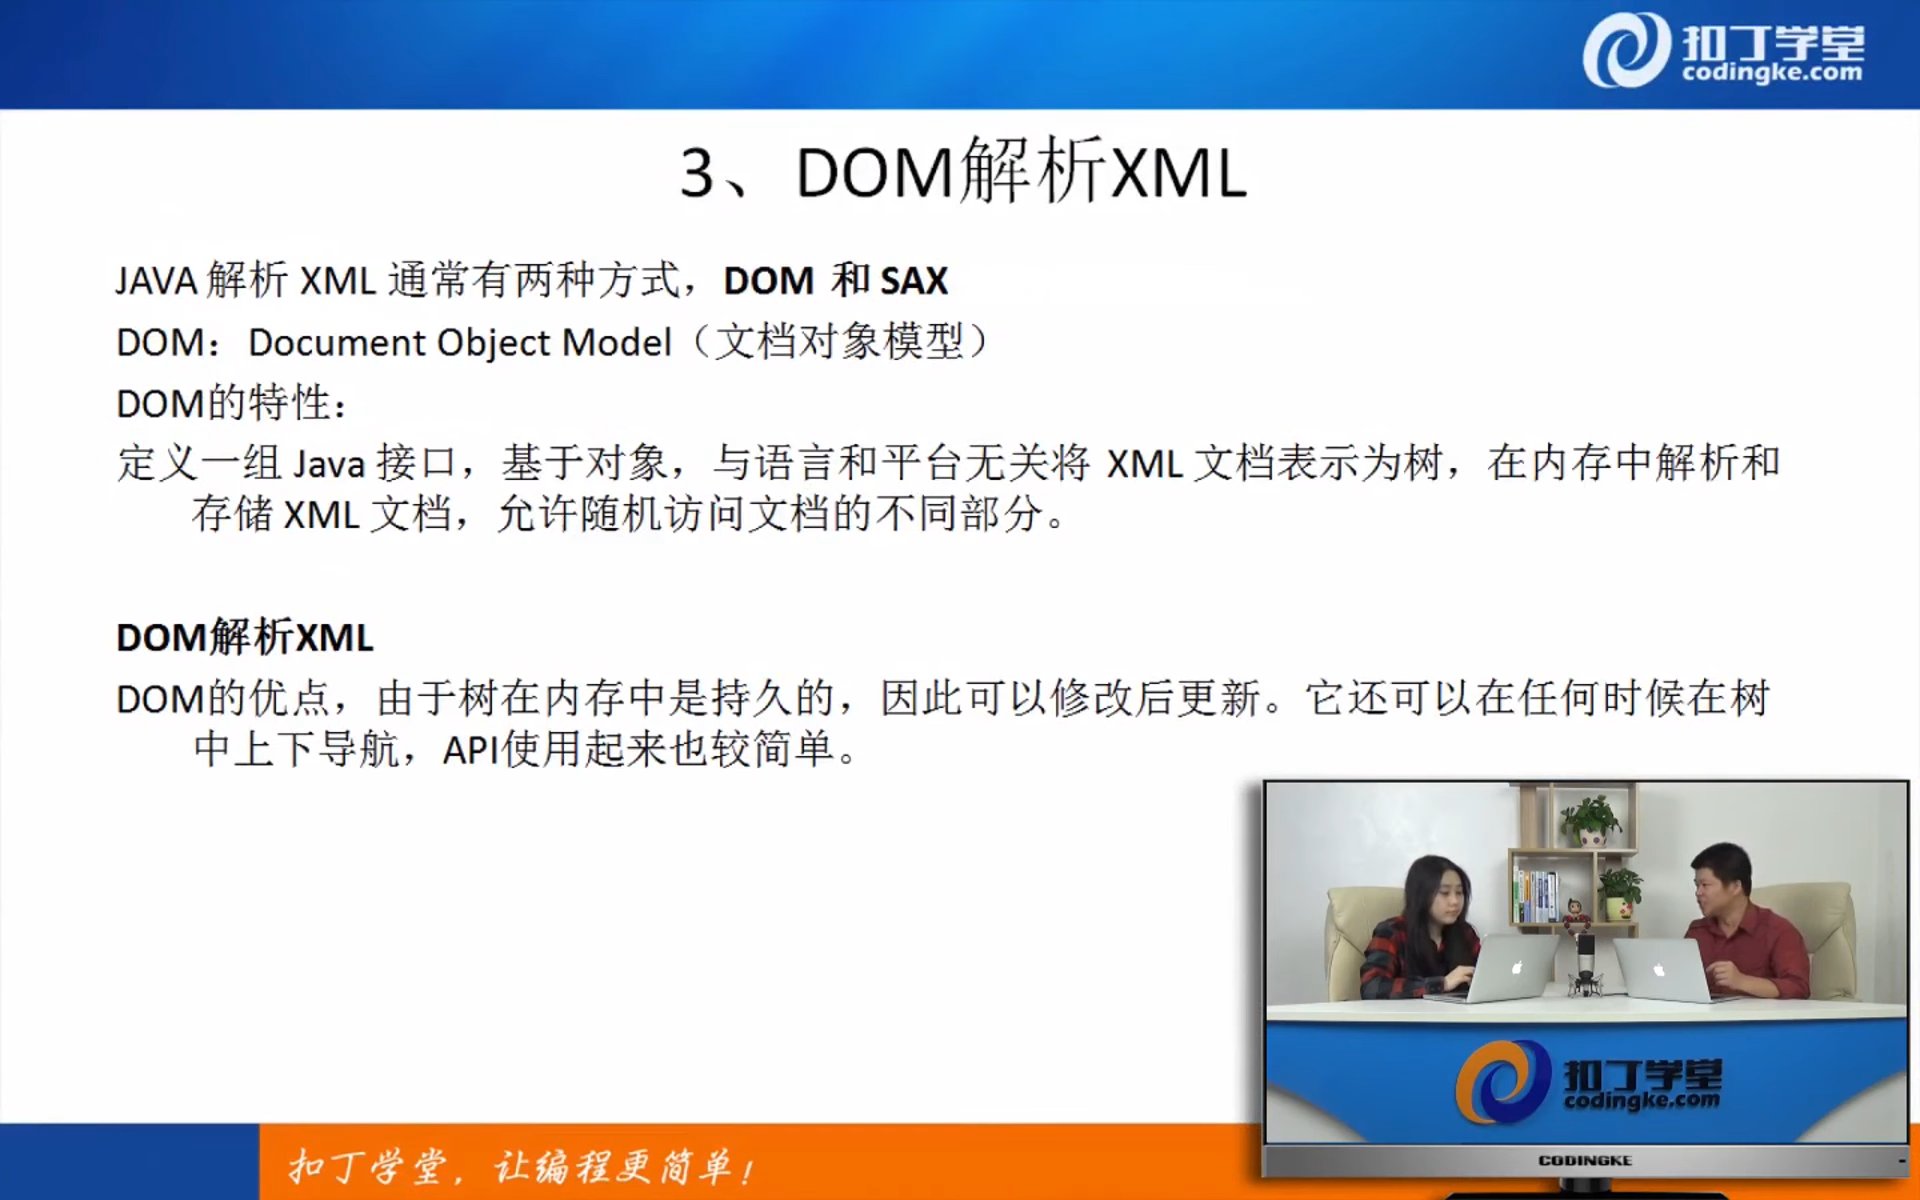 扣丁学堂
codingke.com
3、DOM解析XML
JAVA 解析 XML 通常有两种方式，DOM 和 SAX
DOM：Document Object Model（文档对象模型）
DOM的特性：
定义一组 Java 接口，基于对象，与语言和平台无关将 XML 文档表示为树，在内存中解析和
存储 XML 文档，允许随机访问文档的不同部分。
DOM解析XML
DOM的优点，由于树在内存中是持久的，因此可以修改后更新。它还可以在任何时候在树
中上下导航，API使用起来也较简单。
扣丁学堂
codingke.com
CODINGKE
扣丁学堂，让编程更简单！